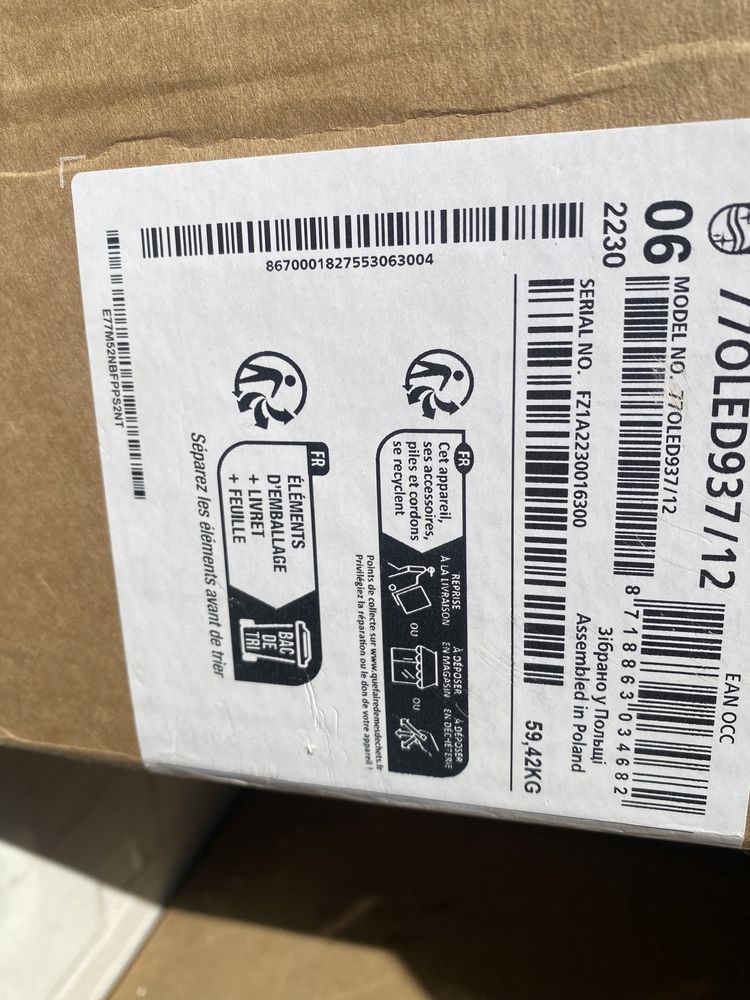 77OLED937/12
EAN OCC
06
2230
MODEL NO. 77OLED937/12
8 718863 034682
SERIAL NO. FZ1A2230016300
Зібрано у Польщі
Assembled in Poland
59,42KG
8670001827553063004
FR
Cet appareil,
ses accessoires,
piles et cordons
se recyclent
REPRISE
À LA LIVRAISON
OU
À DÉPOSER
EN MAGASIN
OU
À DÉPOSER
EN DÉCHÈTERIE
Points de collecte sur www.quefairedemesdechets.fr
Privilégiez la réparation ou le don de votre appareil !
FR
ÉLÉMENTS
D'EMBALLAGE
+ LIVRET
+ FEUILLE
BAC
DE
TRI
Séparez les éléments avant de trier
E77M52NBFPPS2NT